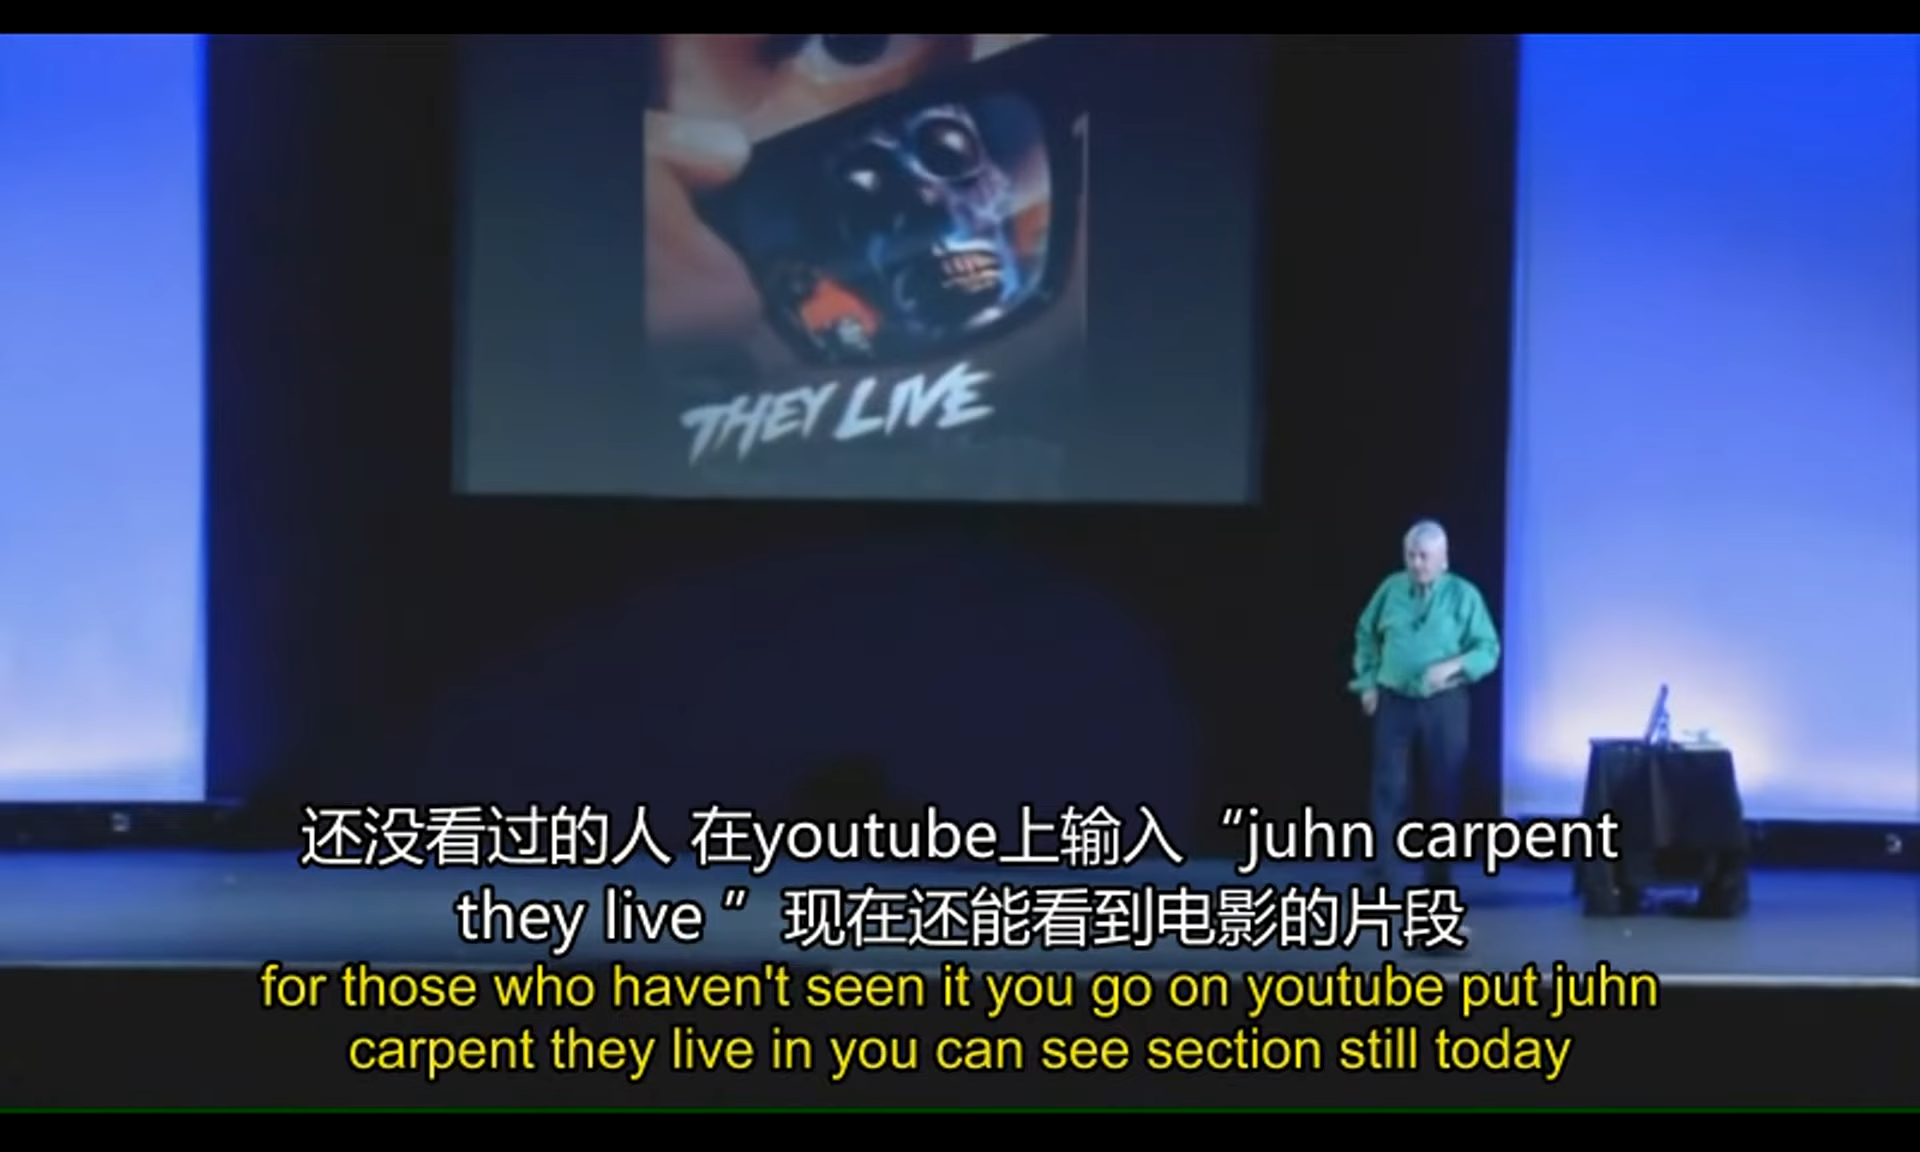 THEY LIVE
还没看过的人 在youtube上输入 “juhn carpent
they live ” 现在还能看到电影的片段
for those who haven't seen it you go on youtube put juhn
carpent they live in you can see section still today